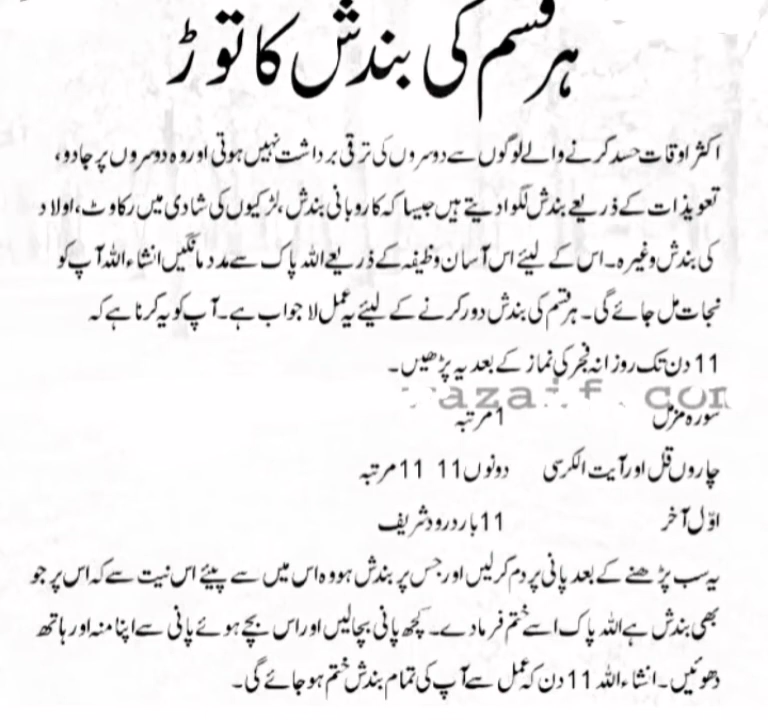 ہر قسم کی بندش کا توڑ
اکثر اوقات حسد کرنے والے لوگوں سے دوسروں کی ترقی برداشت نہیں ہوتی اور وہ دوسروں پر جادو،
تعویذات کے ذریعے بندش لگوا دیتے ہیں جیسا کہ کاروباری بندش، لڑکیوں کی شادی میں رکاوٹ، اولاد
کی بندش وغیرہ۔ اس کے لیئے اس آسان وظیفہ کے ذریعے اللہ پاک سے مدد مانگیں انشاءاللہ آپ کو
نجات مل جائے گی۔ ہر قسم کی بندش دور کرنے کے لیئے یہ عمل لاجواب ہے۔ آپ کو یہ کرنا ہے کہ
11 دن تک روزانہ فجر کی نماز کے بعد یہ پڑھیں۔
سورہ مزمل 1 مرتبہ
چاروں قل اور آیت الکرسی دونوں 11 11 مرتبہ
اوّل آخر 11 بار درود شریف
یہ سب پڑھنے کے بعد پانی پر دم کر لیں اور جس پر بندش ہو وہ اس میں سے پیئے اس نیت سے کہ اس پر جو
بھی بندش ہے اللہ پاک اسے ختم فرما دے۔ کچھ پانی بچا لیں اور اس بچے ہوئے پانی سے اپنا منہ اور ہاتھ
دھوئیں۔ انشاءاللہ 11 دن کہ عمل سے آپ کی تمام بندش ختم ہو جائے گی۔